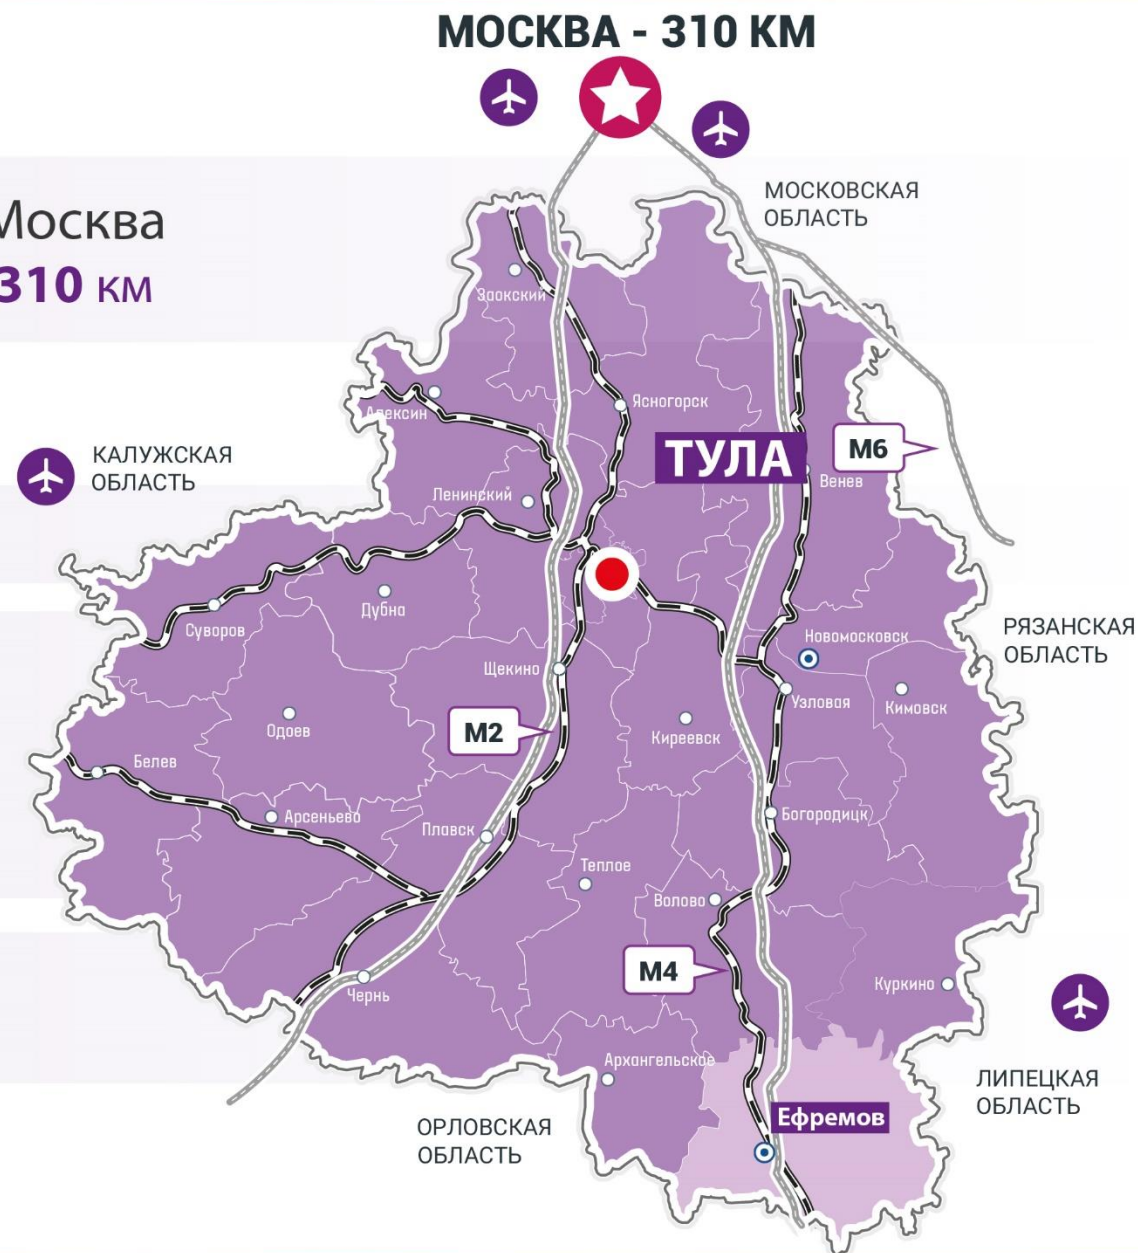 МОСКВА - 310 КМ
МОСКОВСКАЯ
ОБЛАСТЬ
Москва
310 км
Заокский
Алексин
Ясногорск
ТУЛА
М6
КАЛУЖСКАЯ
ОБЛАСТЬ
Венев
Ленинский
Дубна
Суворов
Новомосковск
РЯЗАНСКАЯ
ОБЛАСТЬ
Щекино
Узловая
Кимовск
Одоев
М2
Киреевск
Белев
Арсеньево
Богородицк
Плавск
Теплое
Волово
М4
Куркино
Чернь
Архангельское
ЛИПЕЦКАЯ
ОБЛАСТЬ
Ефремов
ОРЛОВСКАЯ
ОБЛАСТЬ